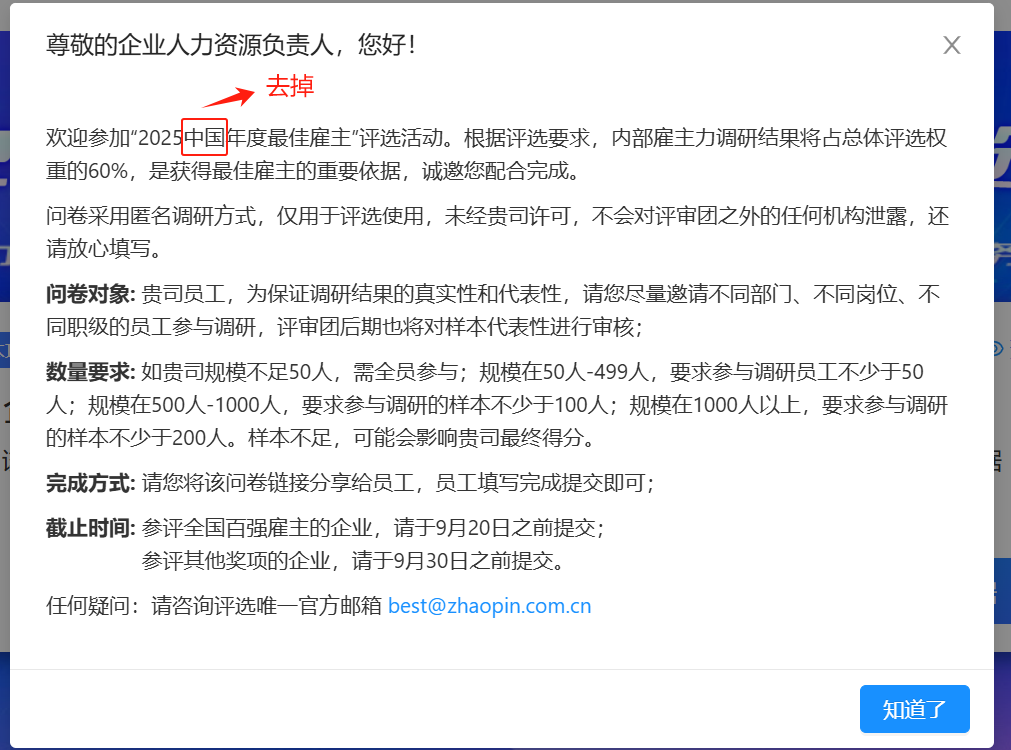 尊敬的企业人力资源负责人，您好！
去掉
欢迎参加“2025中国年度最佳雇主”评选活动。根据评选要求，内部雇主力调研结果将占总体评选权
重的60%，是获得最佳雇主的重要依据，诚邀您配合完成。
问卷采用匿名调研方式，仅用于评选使用，未经贵司许可，不会对评审团之外的任何机构泄露，还
请放心填写。
问卷对象: 贵司员工，为保证调研结果的真实性和代表性，请您尽量邀请不同部门、不同岗位、不
同职级的员工参与调研，评审团后期也将对样本代表性进行审核；
数量要求: 如贵司规模不足50人，需全员参与；规模在50人-499人，要求参与调研员工不少于50
人；规模在500人-1000人，要求参与调研的样本不少于100人；规模在1000人以上，要求参与调研
的样本不少于200人。样本不足，可能会影响贵司最终得分。
完成方式: 请您将该问卷链接分享给员工，员工填写完成提交即可；
截止时间: 参评全国百强雇主的企业，请于9月20日之前提交；
参评其他奖项的企业，请于9月30日之前提交。
任何疑问：请咨询评选唯一官方邮箱 best@zhaopin.com.cn
知道了